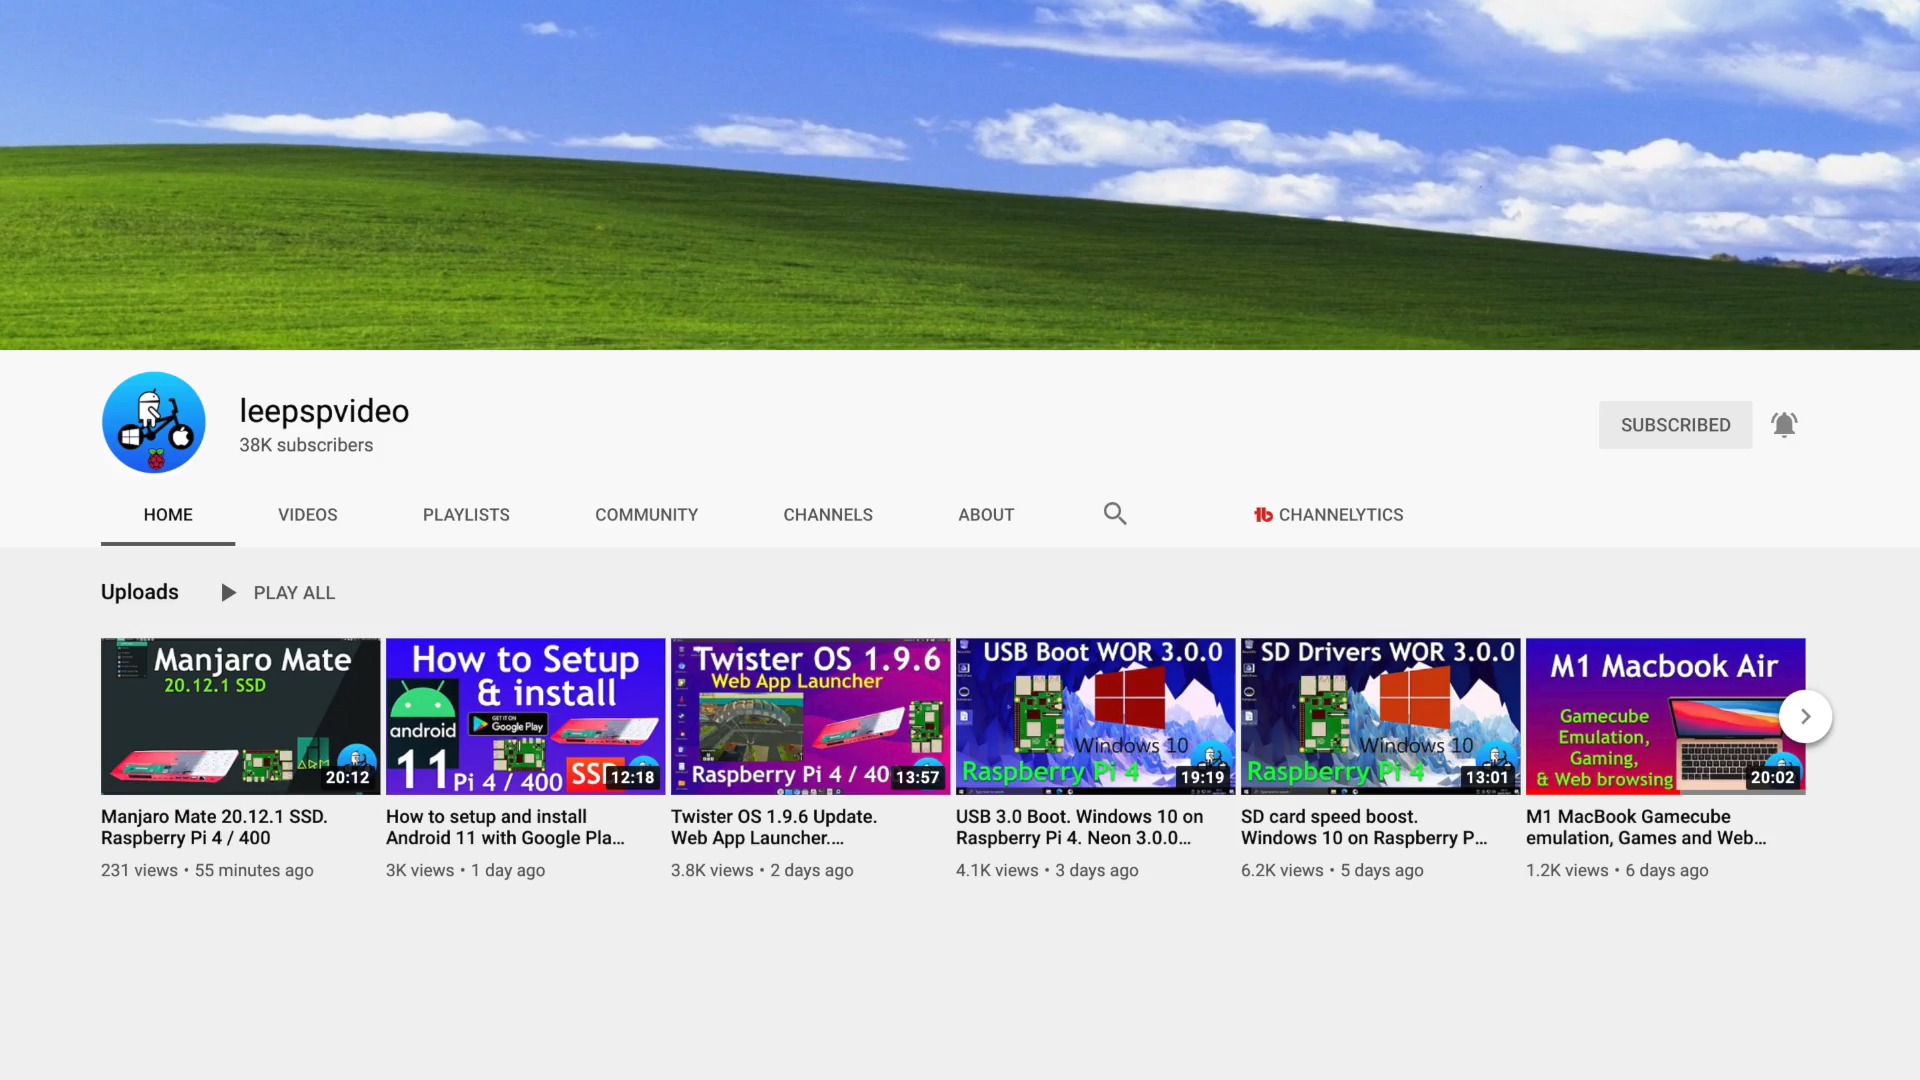 leepspvideo
38K subscribers
SUBSCRIBED
HOME
VIDEOS
PLAYLISTS
COMMUNITY
CHANNELS
ABOUT
CHANNELYTICS
Uploads
PLAY ALL
Manjaro Mate
20.12.1 SSD
20:12
How to Setup
& install
android
GET IT ON
Google Play
11
Pi 4 / 400
SSD
12:18
Twister OS 1.9.6
Web App Launcher
Raspberry Pi 4 / 40
13:57
USB Boot WOR 3.0.0
Windows 10
Raspberry Pi 4
19:19
SD Drivers WOR 3.0.0
Windows 10
Raspberry Pi 4
13:01
M1 Macbook Air
Gamecube
Emulation,
Gaming,
& Web browsing
20:02
Manjaro Mate 20.12.1 SSD.
Raspberry Pi 4 / 400
231 views • 55 minutes ago
How to setup and install
Android 11 with Google Pla...
3K views • 1 day ago
Twister OS 1.9.6 Update.
Web App Launcher....
3.8K views • 2 days ago
USB 3.0 Boot. Windows 10 on
Raspberry Pi 4. Neon 3.0.0...
4.1K views • 3 days ago
SD card speed boost.
Windows 10 on Raspberry P...
6.2K views • 5 days ago
M1 MacBook Gamecube
emulation, Games and Web...
1.2K views • 6 days ago